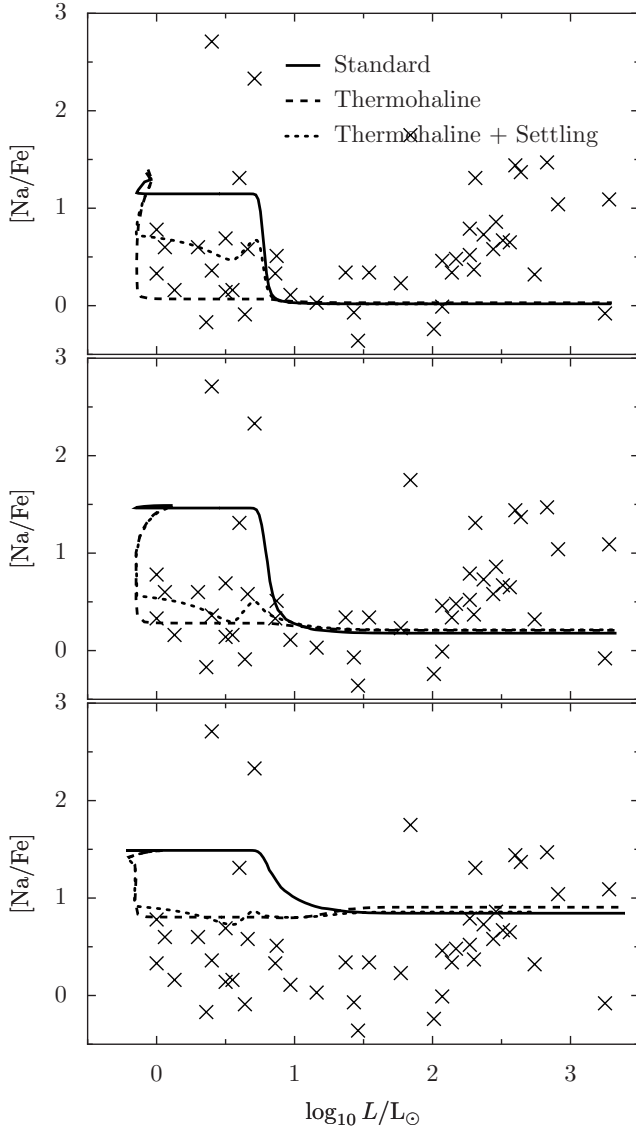 3
Standard
Thermohaline
Thermohaline + Settling
2
[Na/Fe]
1
0
3
2
[Na/Fe]
1
0
3
2
[Na/Fe]
1
0
0 1 2 3
log₁₀ L/L⊙